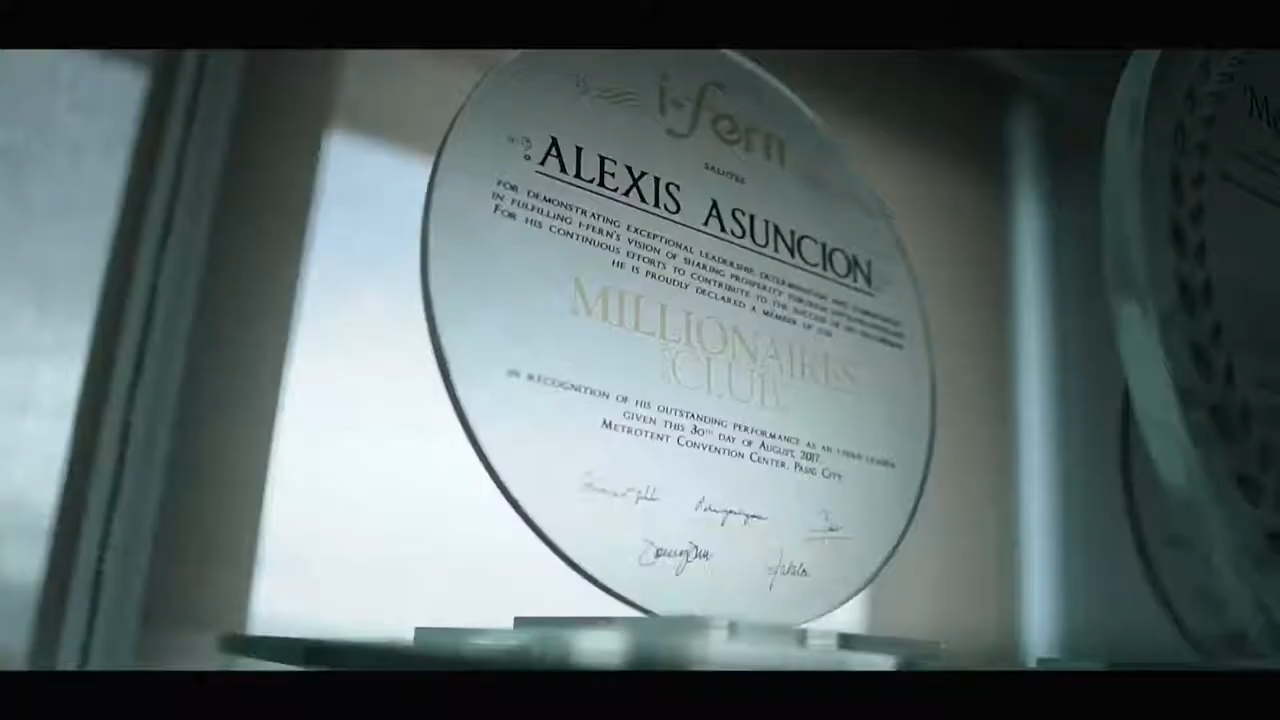 i-fern
SALUTES
ALEXIS ASUNCION
FOR DEMONSTRATING EXCEPTIONAL LEADERSHIP, DETERMINATION AND
IN FULFILLING I-FERN'S VISION OF SHARING PROSPERITY THROUGH
FOR HIS CONTINUOUS EFFORTS TO CONTRIBUTE TO THE SUCCESS OF
HE IS PROUDLY DECLARED A MEMBER OF THE
MILLIONAIRES
CLUB
IN RECOGNITION OF HIS OUTSTANDING PERFORMANCE AS AN
GIVEN THIS 30TH DAY OF AUGUST, 2017
METROTENT CONVENTION CENTER, PASIG CITY